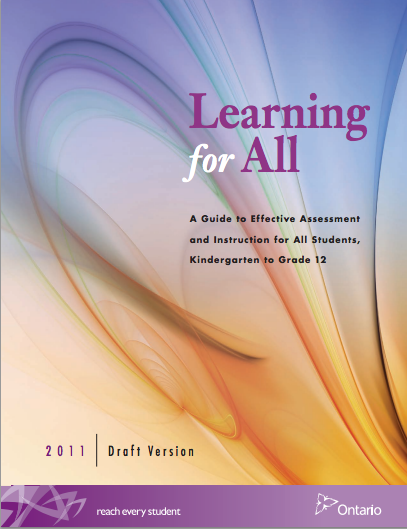 Learning
for All
A Guide to Effective Assessment
and Instruction for All Students,
Kindergarten to Grade 12
2011 Draft Version
reach every student
Ontario